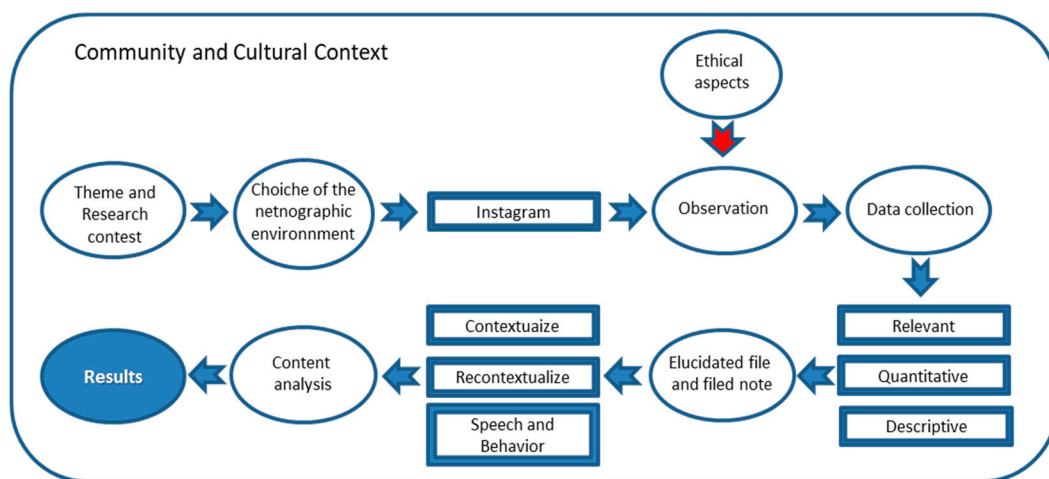 Community and Cultural Context
Ethical
aspects
Theme and
Research
contest
Choiche of the
netnographic
environnment
Instagram
Observation
Data collection
Relevant
Quantitative
Descriptive
Elucidated file
and filed note
Contextuaize
Recontextualize
Speech and
Behavior
Content
analysis
Results